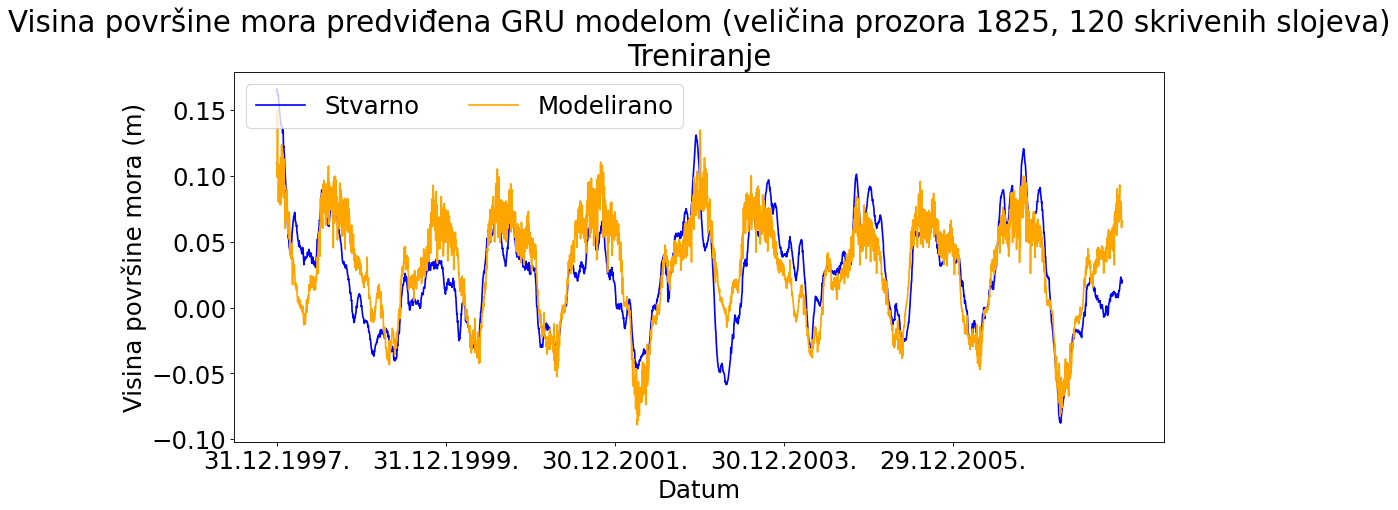 Visina površine mora predviđena GRU modelom (veličina prozora 1825, 120 skrivenih slojeva)
Treniranje
Stvarno Modelirano
Visina površine mora (m)
0.15
0.10
0.05
0.00
−0.05
−0.10
31.12.1997. 31.12.1999. 30.12.2001. 30.12.2003. 29.12.2005.
Datum